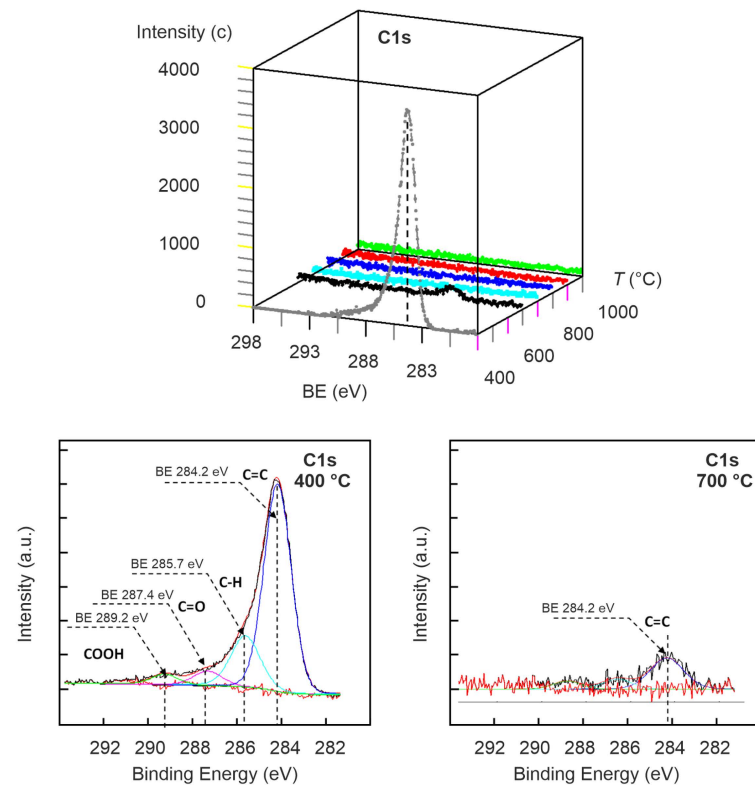 Intensity (c)
C1s
4000
3000
2000
1000
0
298
293
288
283
BE (eV)
T (°C)
1000
800
600
400
C1s
400 °C
BE 284.2 eV
C=C
BE 285.7 eV
C-H
BE 287.4 eV
C=O
BE 289.2 eV
COOH
Intensity (a.u.)
292 290 288 286 284 282
Binding Energy (eV)
C1s
700 °C
BE 284.2 eV
C=C
Intensity (a.u.)
292 290 288 286 284 282
Binding Energy (eV)